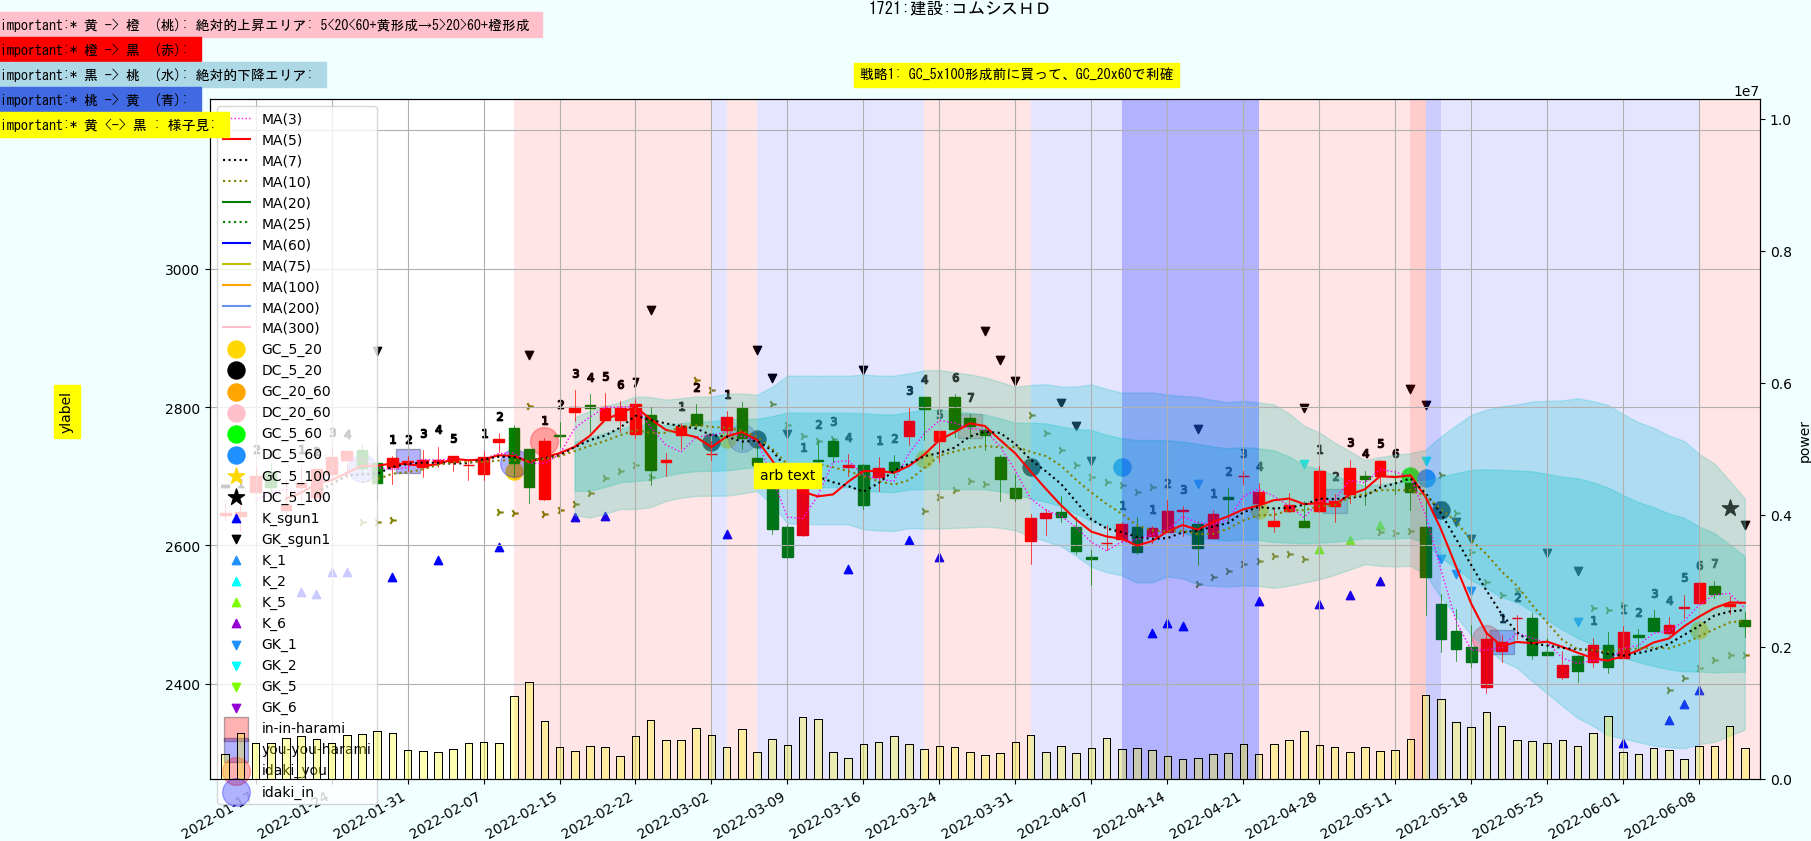 1721:建設:コムシスＨＤ
important:* 黄 -> 橙 (桃): 絶対的上昇エリア: 5<20<60+黄形成→5>20>60+橙形成
important:* 橙 -> 黒 (赤):
important:* 黒 -> 桃 (水): 絶対的下降エリア:
戦略1: GC_5x100形成前に買って、GC_20x60で利確
important:* 桃 -> 黄 (青):
important:* 黄 <-> 黒 : 様子見:
1e7
MA(3)
MA(5)
MA(7)
MA(10)
MA(20)
MA(25)
MA(60)
MA(75)
MA(100)
MA(200)
MA(300)
GC_5_20
DC_5_20
GC_20_60
DC_20_60
GC_5_60
DC_5_60
GC_5_100
DC_5_100
K_sgun1
GK_sgun1
K_1
K_2
K_5
K_6
GK_1
GK_2
GK_5
GK_6
in-in-harami
you-you-harami
idaki_you
idaki_in
3000
2800
2600
2400
ylabel
arb text
1.0
0.8
0.6
0.4
0.2
0.0
power
2022-01-17
2022-01-24
2022-01-31
2022-02-07
2022-02-15
2022-02-22
2022-03-02
2022-03-09
2022-03-16
2022-03-24
2022-03-31
2022-04-07
2022-04-14
2022-04-21
2022-04-28
2022-05-11
2022-05-18
2022-05-25
2022-06-01
2022-06-08